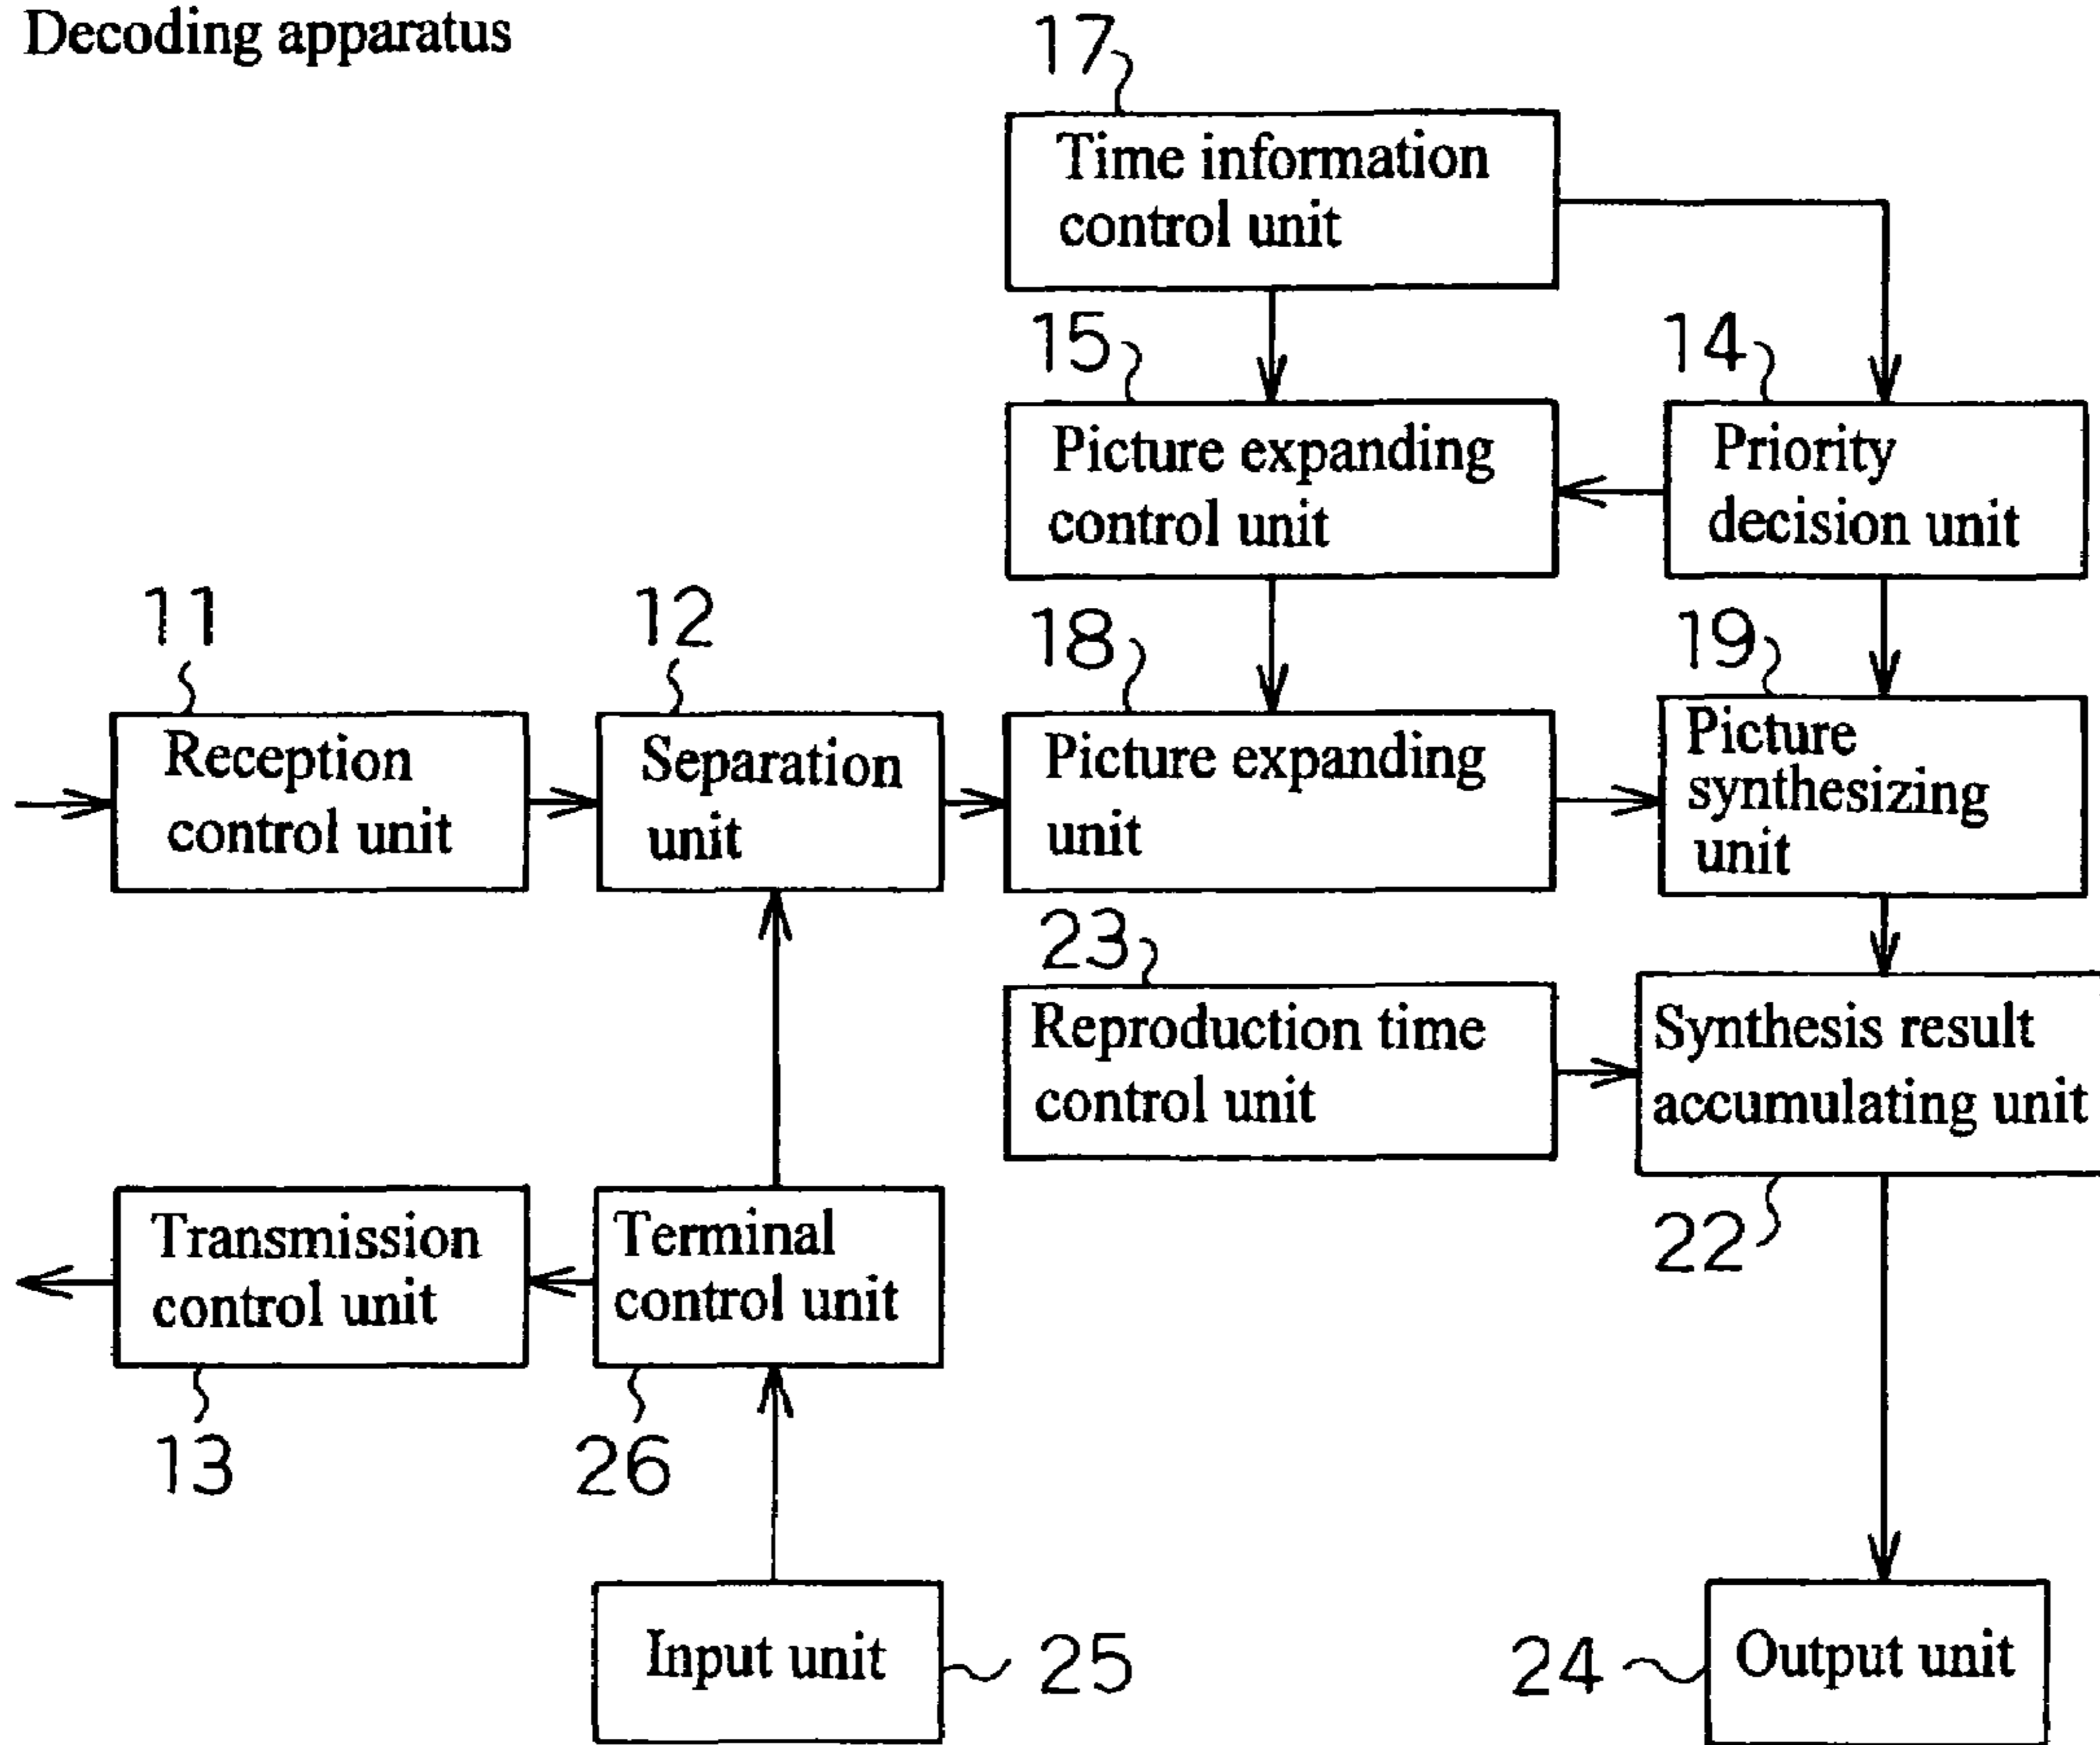 Decoding apparatus
17
Time information
control unit
15
Picture expanding
control unit
14
Priority
decision unit
11
Reception
control unit
12
Separation
unit
18
Picture expanding
unit
19
Picture
synthesizing
unit
23
Reproduction time
control unit
Synthesis result
accumulating unit
22
Transmission
control unit
13
Terminal
control unit
26
Input unit
25
24
Output unit